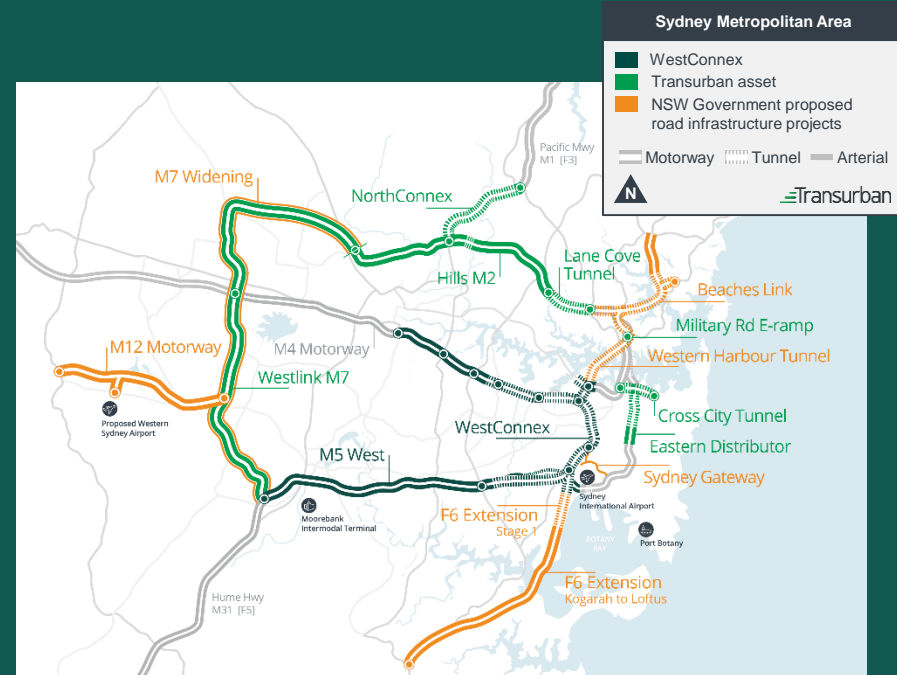 Sydney Metropolitan Area
WestConnex
Transurban asset
NSW Government proposed
road infrastructure projects
Motorway
Tunnel
Arterial
N
Transurban
Pacific Mwy
M1 [F3]
M7 Widening
NorthConnex
Lane Cove
Tunnel
Hills M2
Beaches Link
Military Rd E-ramp
M12 Motorway
M4 Motorway
Western Harbour Tunnel
Westlink M7
Proposed Western
Sydney Airport
Cross City Tunnel
WestConnex
Eastern Distributor
M5 West
Sydney Gateway
Sydney
International Airport
Moorebank
Intermodal Terminal
F6 Extension
Stage 1
Port Botany
BOTANY
BAY
F6 Extension
Kogarah to Loftus
Hume Hwy
M31 [F5]